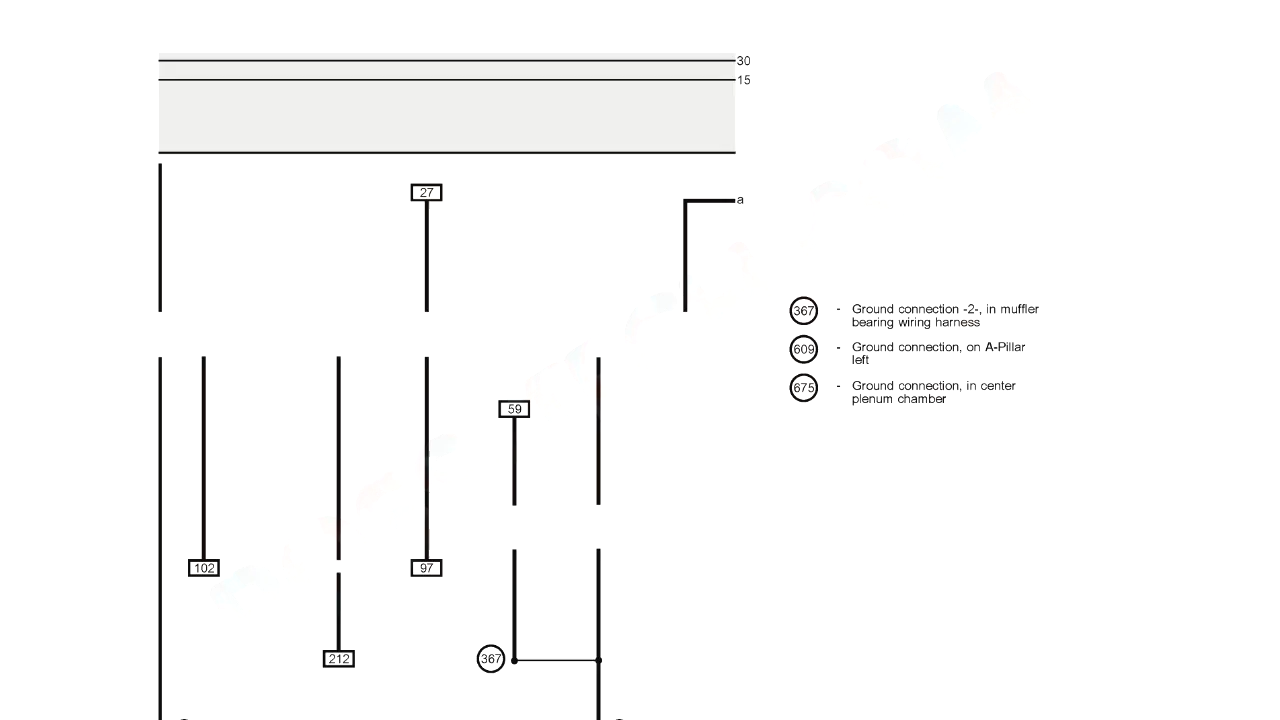 30
15
27
a
367 - Ground connection -2-, in muffler
bearing wiring harness
609 - Ground connection, on A-Pillar
left
675 - Ground connection, in center
plenum chamber
59
102
97
212
367